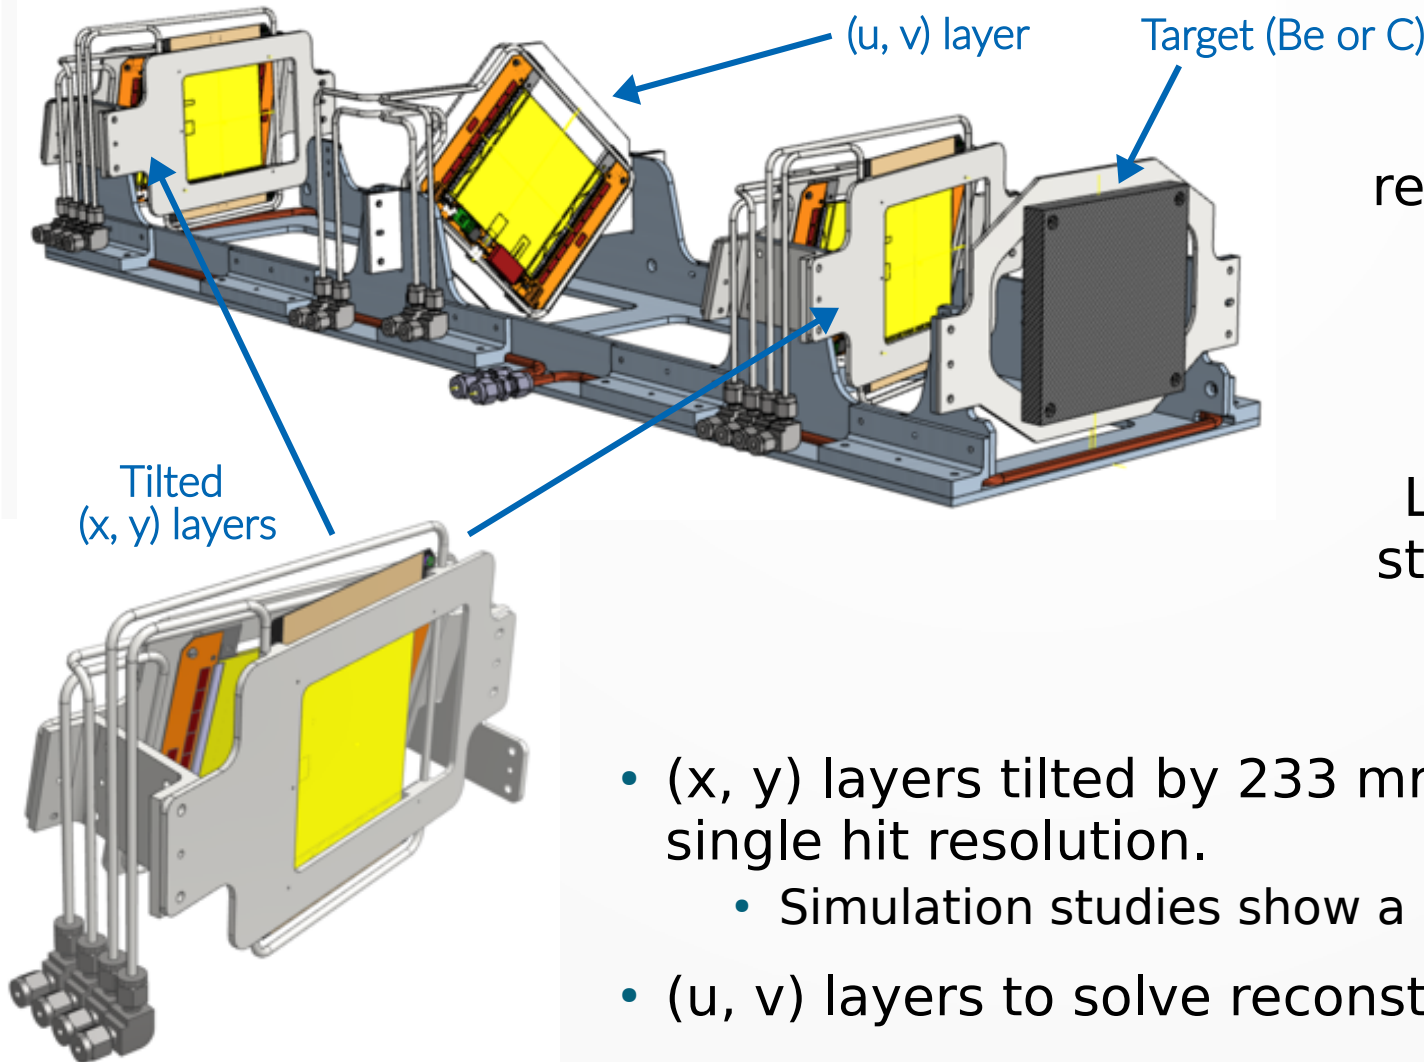 (u, v) layer
Target (Be or C)
re
Tilted
(x, y) layers
L
st
• (x, y) layers tilted by 233 m
single hit resolution.
• Simulation studies show a
• (u, v) layers to solve reconst